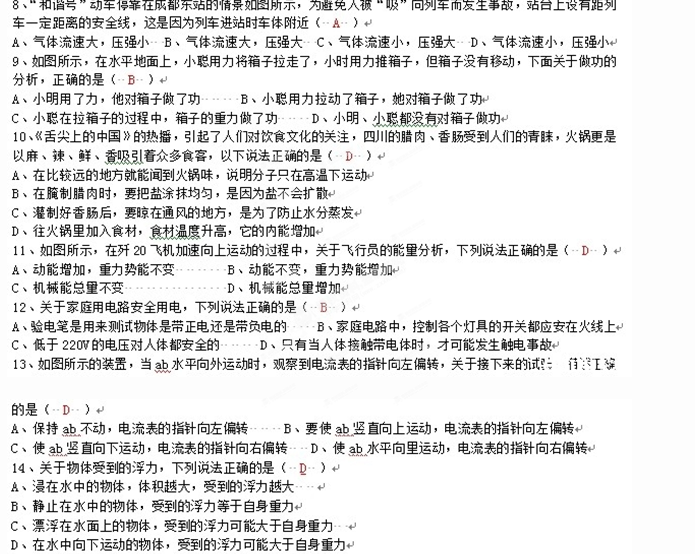 8、“和谐号”动车停靠在成都东站的情景如图所示，为避免人被“吸”向列车而发生事故，站台上设有距列
车一定距离的安全线，这是因为列车进站时车体附近（ A ）
A、气体流速大，压强小 B、气体流速大，压强大 C、气体流速小，压强大 D、气体流速小，压强小
9、如图所示，在水平地面上，小聪用力将箱子拉走了，小时用力推箱子，但箱子没有移动，下面关于做功的
分析，正确的是（ B ）
A、小明用了力，他对箱子做了功 B、小聪用力拉动了箱子，她对箱子做了功
C、小聪在拉箱子的过程中，箱子的重力做了功 D、小明、小聪都没有对箱子做功
10、《舌尖上的中国》的热播，引起了人们对饮食文化的关注，四川的腊肉、香肠受到人们的青睐，火锅更是
以麻、辣、鲜、香吸引着众多食客，以下说法正确的是（ D ）
A、在比较远的地方就能闻到火锅味，说明分子只在高温下运动
B、在腌制腊肉时，要把盐涂抹均匀，是因为盐不会扩散
C、灌制好香肠后，要晾在通风的地方，是为了防止水分蒸发
D、往火锅里加入食材，食材温度升高，它的内能增加
11、如图所示，在歼20飞机加速向上运动的过程中，关于飞行员的能量分析，下列说法正确的是（ D ）
A、动能增加，重力势能不变 B、动能不变，重力势能增加
C、机械能总量不变 D、机械能总量增加
12、关于家庭用电路安全用电，下列说法正确的是（ B ）
A、验电笔是用来测试物体是带正电还是带负电的 B、家庭电路中，控制各个灯具的开关都应安在火线上
C、低于220V的电压对人体都安全的 D、只有当人体接触带电体时，才可能发生触电事故
13、如图所示的装置，当ab水平向外运动时，观察到电流表的指针向左偏转，关于接下来的试
的是（ D ）
A、保持ab不动，电流表的指针向左偏转 B、要使ab竖直向上运动，电流表的指针向左偏转
C、使ab竖直向下运动，电流表的指针向右偏转 D、使ab水平向里运动，电流表的指针向右偏转
14、关于物体受到的浮力，下列说法正确的是（ D ）
A、浸在水中的物体，体积越大，受到的浮力越大
B、静止在水中的物体，受到的浮力等于自身重力
C、漂浮在水面上的物体，受到的浮力可能大于自身重力
D、在水中向下运动的物体，受到的浮力可能大于自身重力